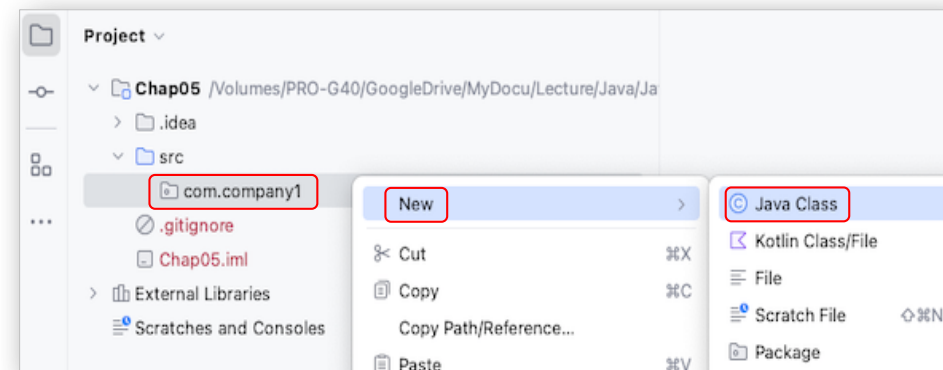 Project
Chap05 /Volumes/PRO-G40/GoogleDrive/MyDocu/Lecture/Java/Ja
.idea
src
com.company1
.gitignore
Chap05.iml
External Libraries
Scratches and Consoles
New
Cut ⌘X
Copy ⌘C
Copy Path/Reference...
Paste ⌘V
Java Class
Kotlin Class/File
File
Scratch File ⇧⌘N
Package